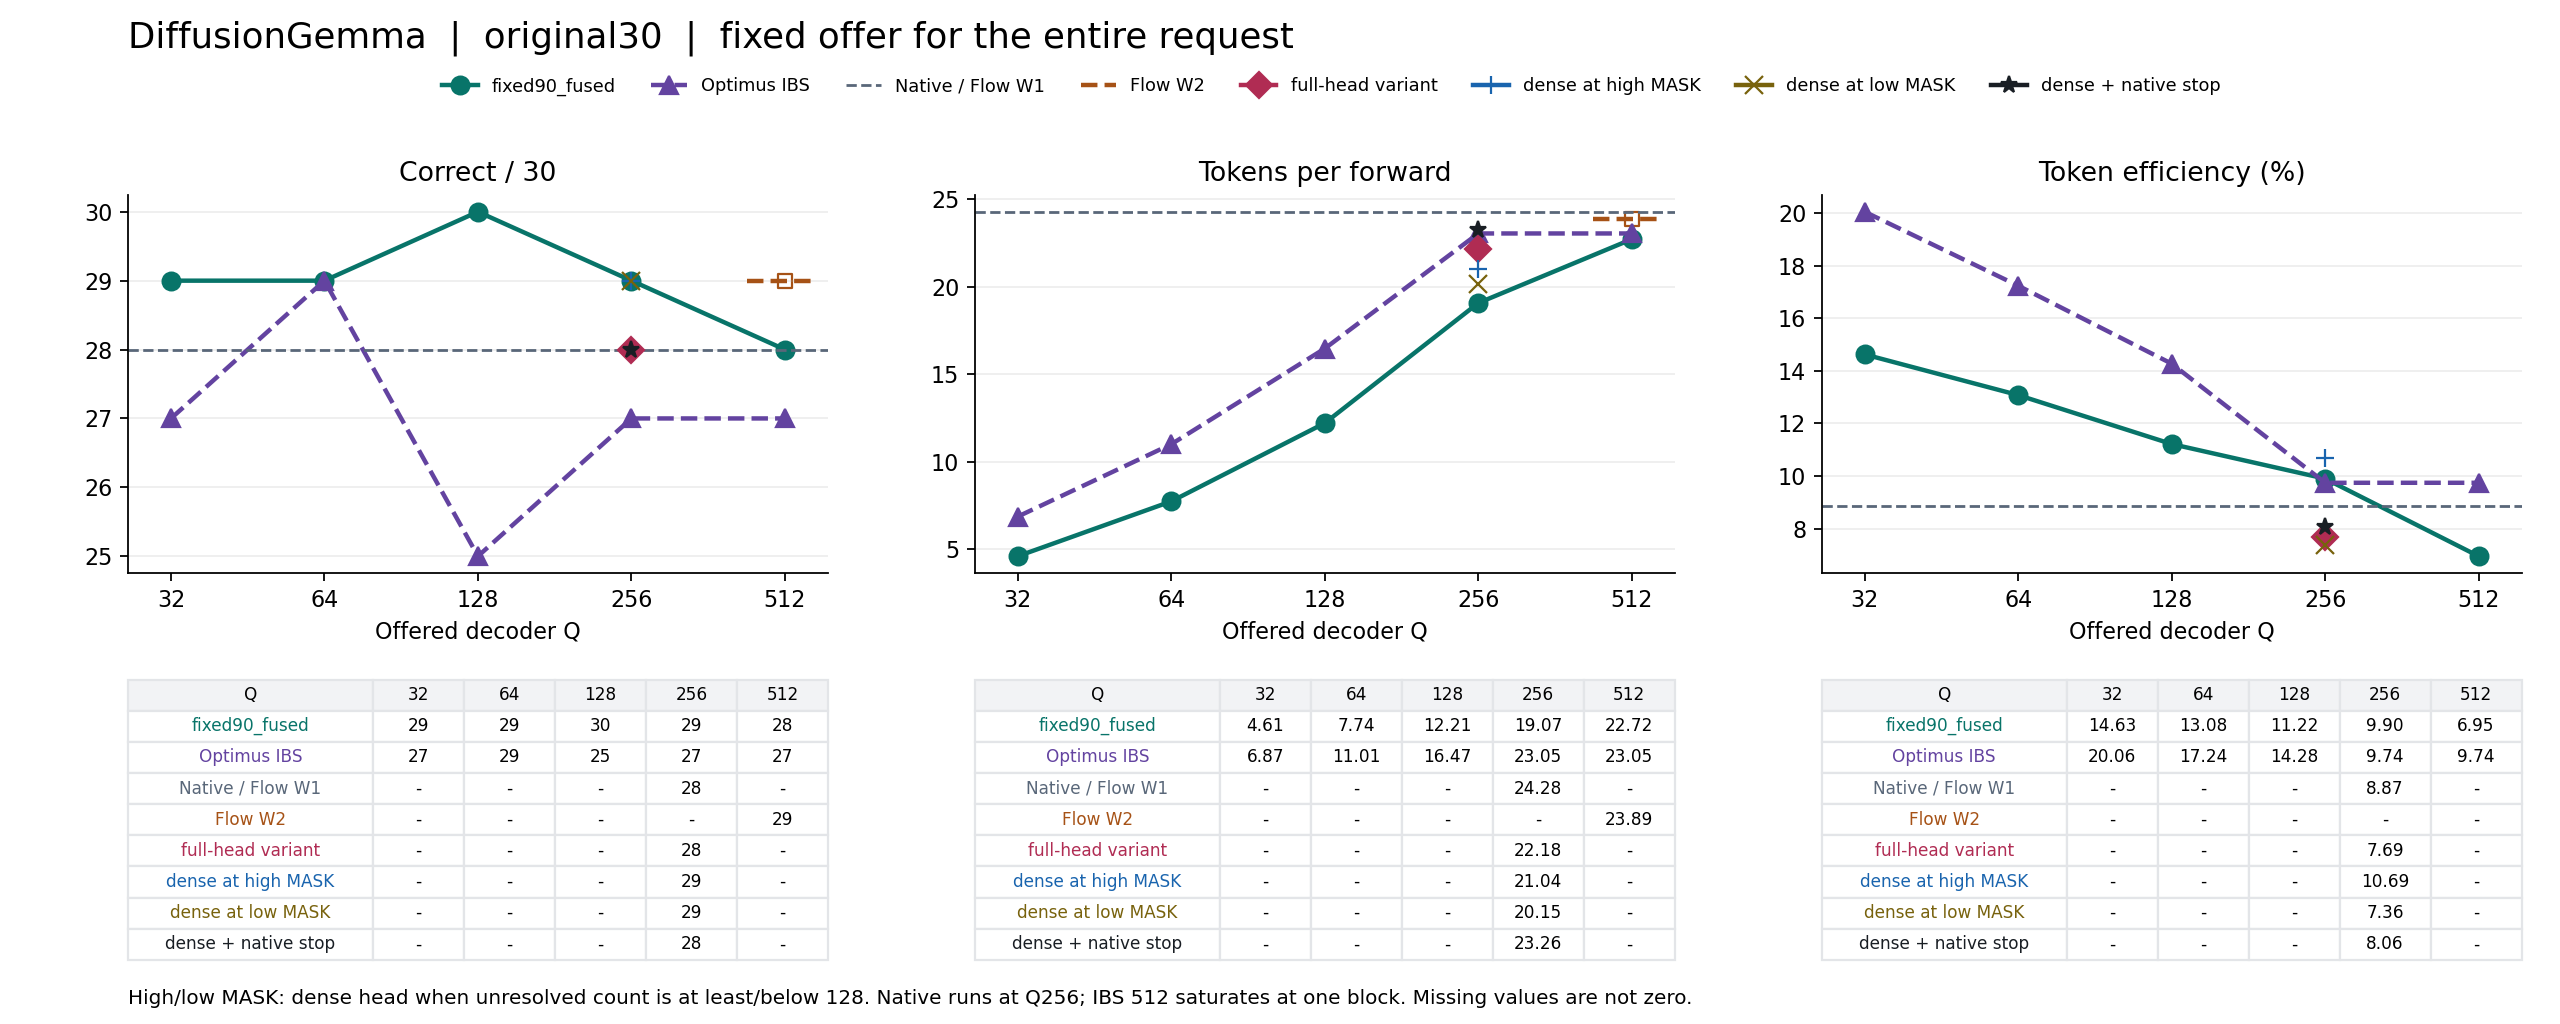 DiffusionGemma | original30 | fixed offer for the entire request
fixed90_fused Optimus IBS Native / Flow W1 Flow W2 full-head variant dense at high MASK dense at low MASK dense + native stop
Correct / 30
30
29
28
27
26
25
32 64 128 256 512
Offered decoder Q
Tokens per forward
25
20
15
10
5
32 64 128 256 512
Offered decoder Q
Token efficiency (%)
20
18
16
14
12
10
8
32 64 128 256 512
Offered decoder Q
Q 32 64 128 256 512
fixed90_fused 29 29 30 29 28
Optimus IBS 27 29 25 27 27
Native / Flow W1 - - - 28 -
Flow W2 - - - - 29
full-head variant - - - 28 -
dense at high MASK - - - 29 -
dense at low MASK - - - 29 -
dense + native stop - - - 28 -
Q 32 64 128 256 512
fixed90_fused 4.61 7.74 12.21 19.07 22.72
Optimus IBS 6.87 11.01 16.47 23.05 23.05
Native / Flow W1 - - - 24.28 -
Flow W2 - - - - 23.89
full-head variant - - - 22.18 -
dense at high MASK - - - 21.04 -
dense at low MASK - - - 20.15 -
dense + native stop - - - 23.26 -
Q 32 64 128 256 512
fixed90_fused 14.63 13.08 11.22 9.90 6.95
Optimus IBS 20.06 17.24 14.28 9.74 9.74
Native / Flow W1 - - - 8.87 -
Flow W2 - - - - -
full-head variant - - - 7.69 -
dense at high MASK - - - 10.69 -
dense at low MASK - - - 7.36 -
dense + native stop - - - 8.06 -
High/low MASK: dense head when unresolved count is at least/below 128. Native runs at Q256; IBS 512 saturates at one block. Missing values are not zero.